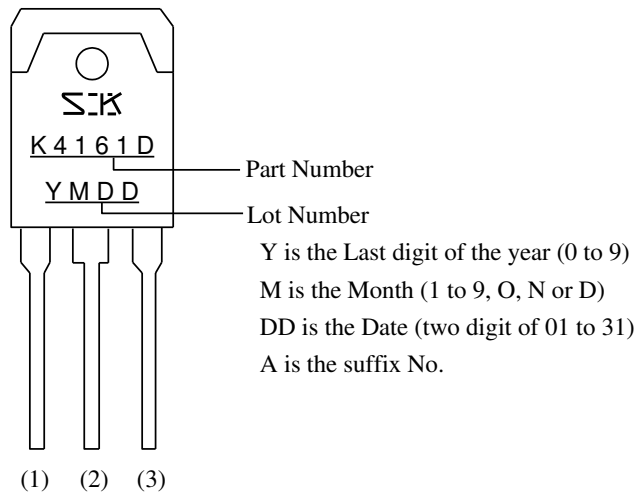 SK
K4161D
YMDD
Part Number
Lot Number
Y is the Last digit of the year (0 to 9)
M is the Month (1 to 9, O, N or D)
DD is the Date (two digit of 01 to 31)
A is the suffix No.
(1) (2) (3)